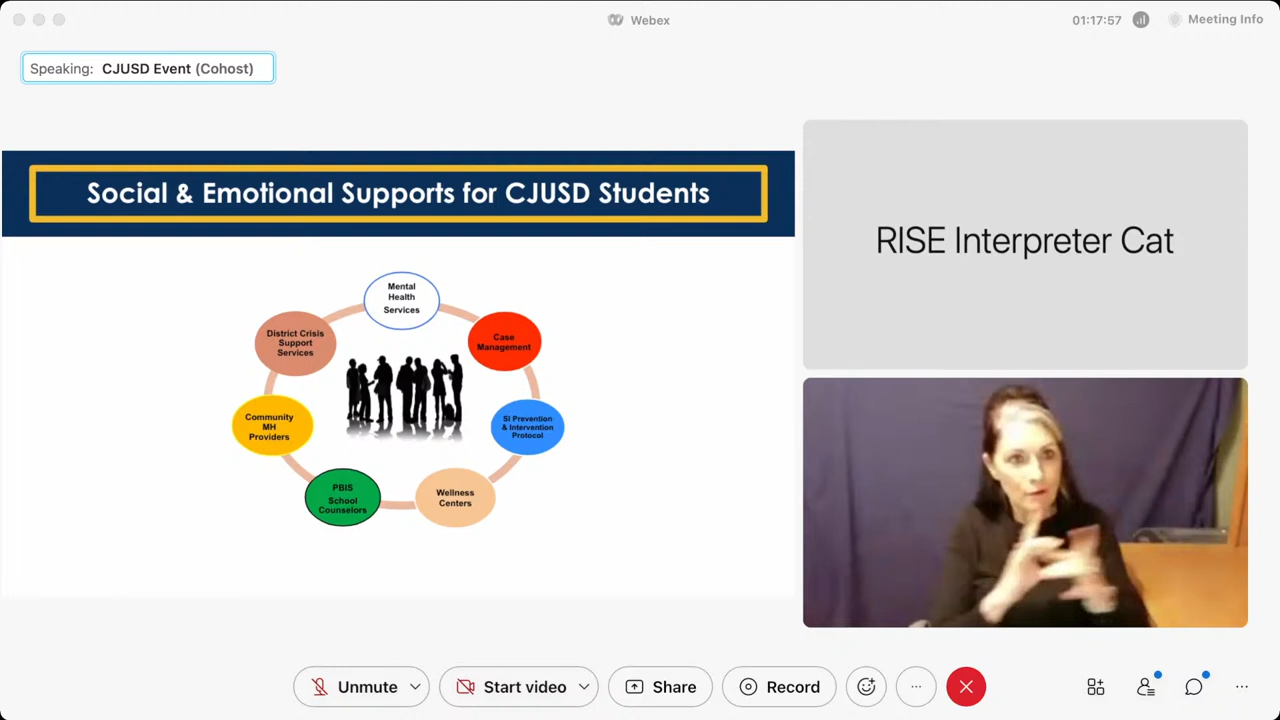 Webex
01:17:57
Meeting Info
Speaking: CJUSD Event (Cohost)
Social & Emotional Supports for CJUSD Students
Mental
Health
Services
Case
Management
SI Prevention
& Intervention
Protocol
Wellness
Centers
PBIS
School
Counselors
Community
MH
Providers
District Crisis
Support
Services
RISE Interpreter Cat
Unmute
Start video
Share
Record